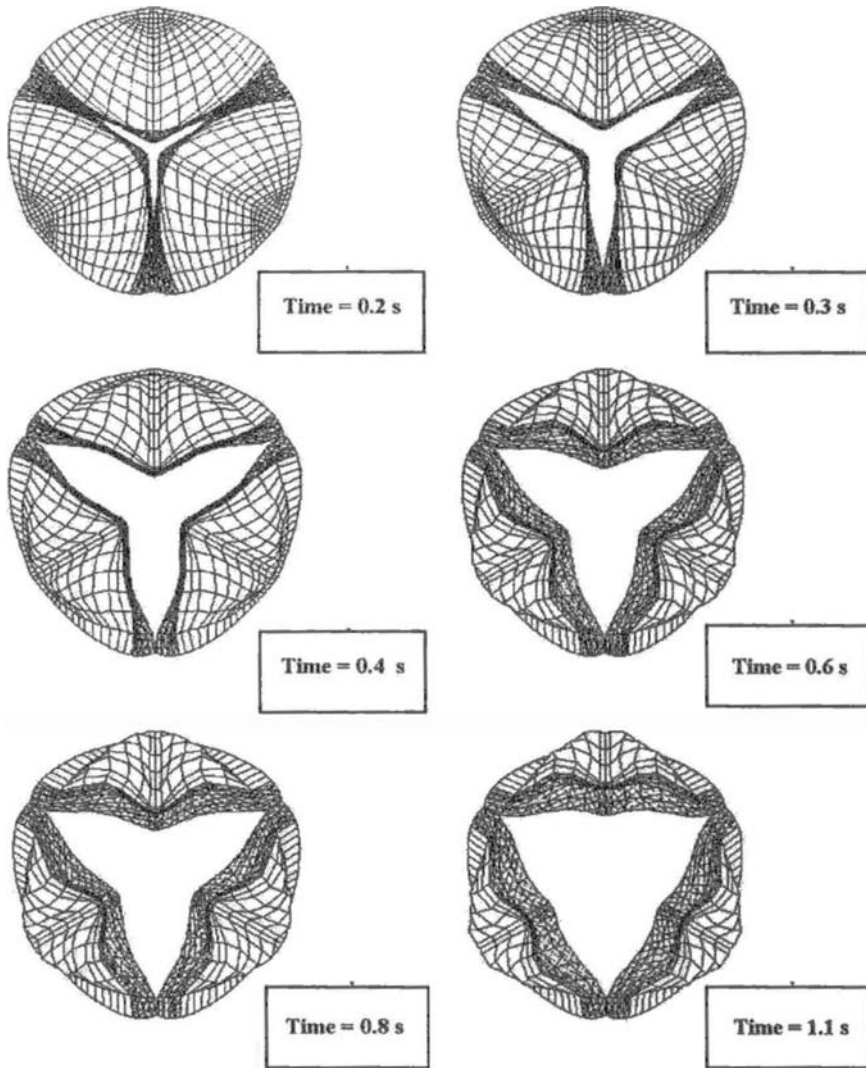 Time = 0.2 s
Time = 0.3 s
Time = 0.4 s
Time = 0.6 s
Time = 0.8 s
Time = 1.1 s